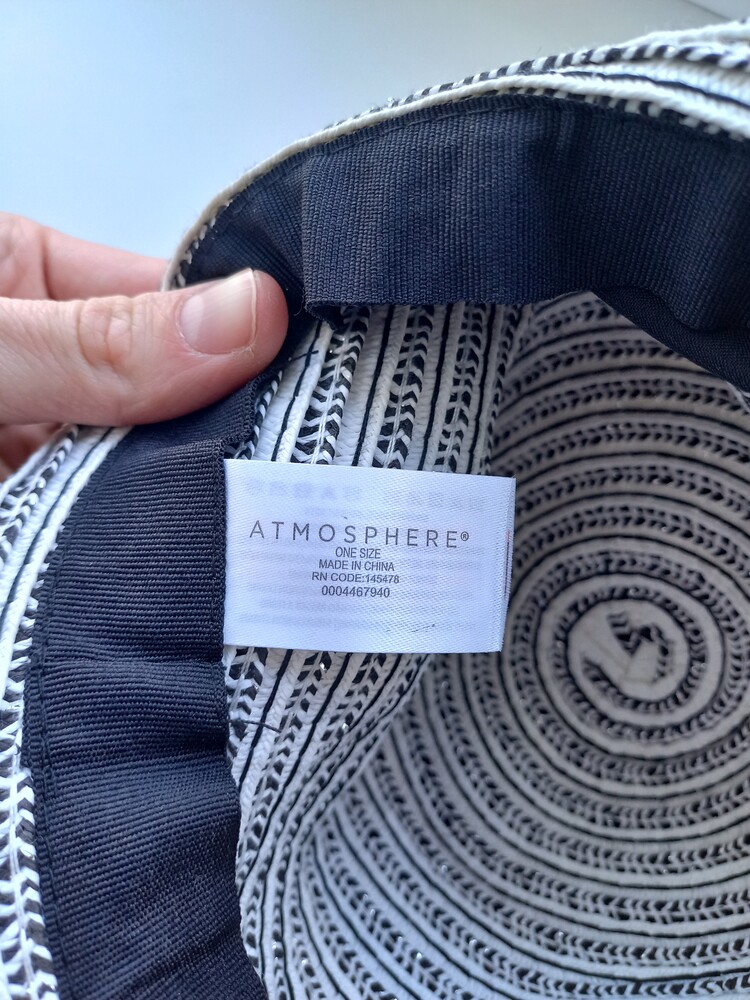 ATMOSPHERE®
ONE SIZE
MADE IN CHINA
RN CODE:145478
0004467940